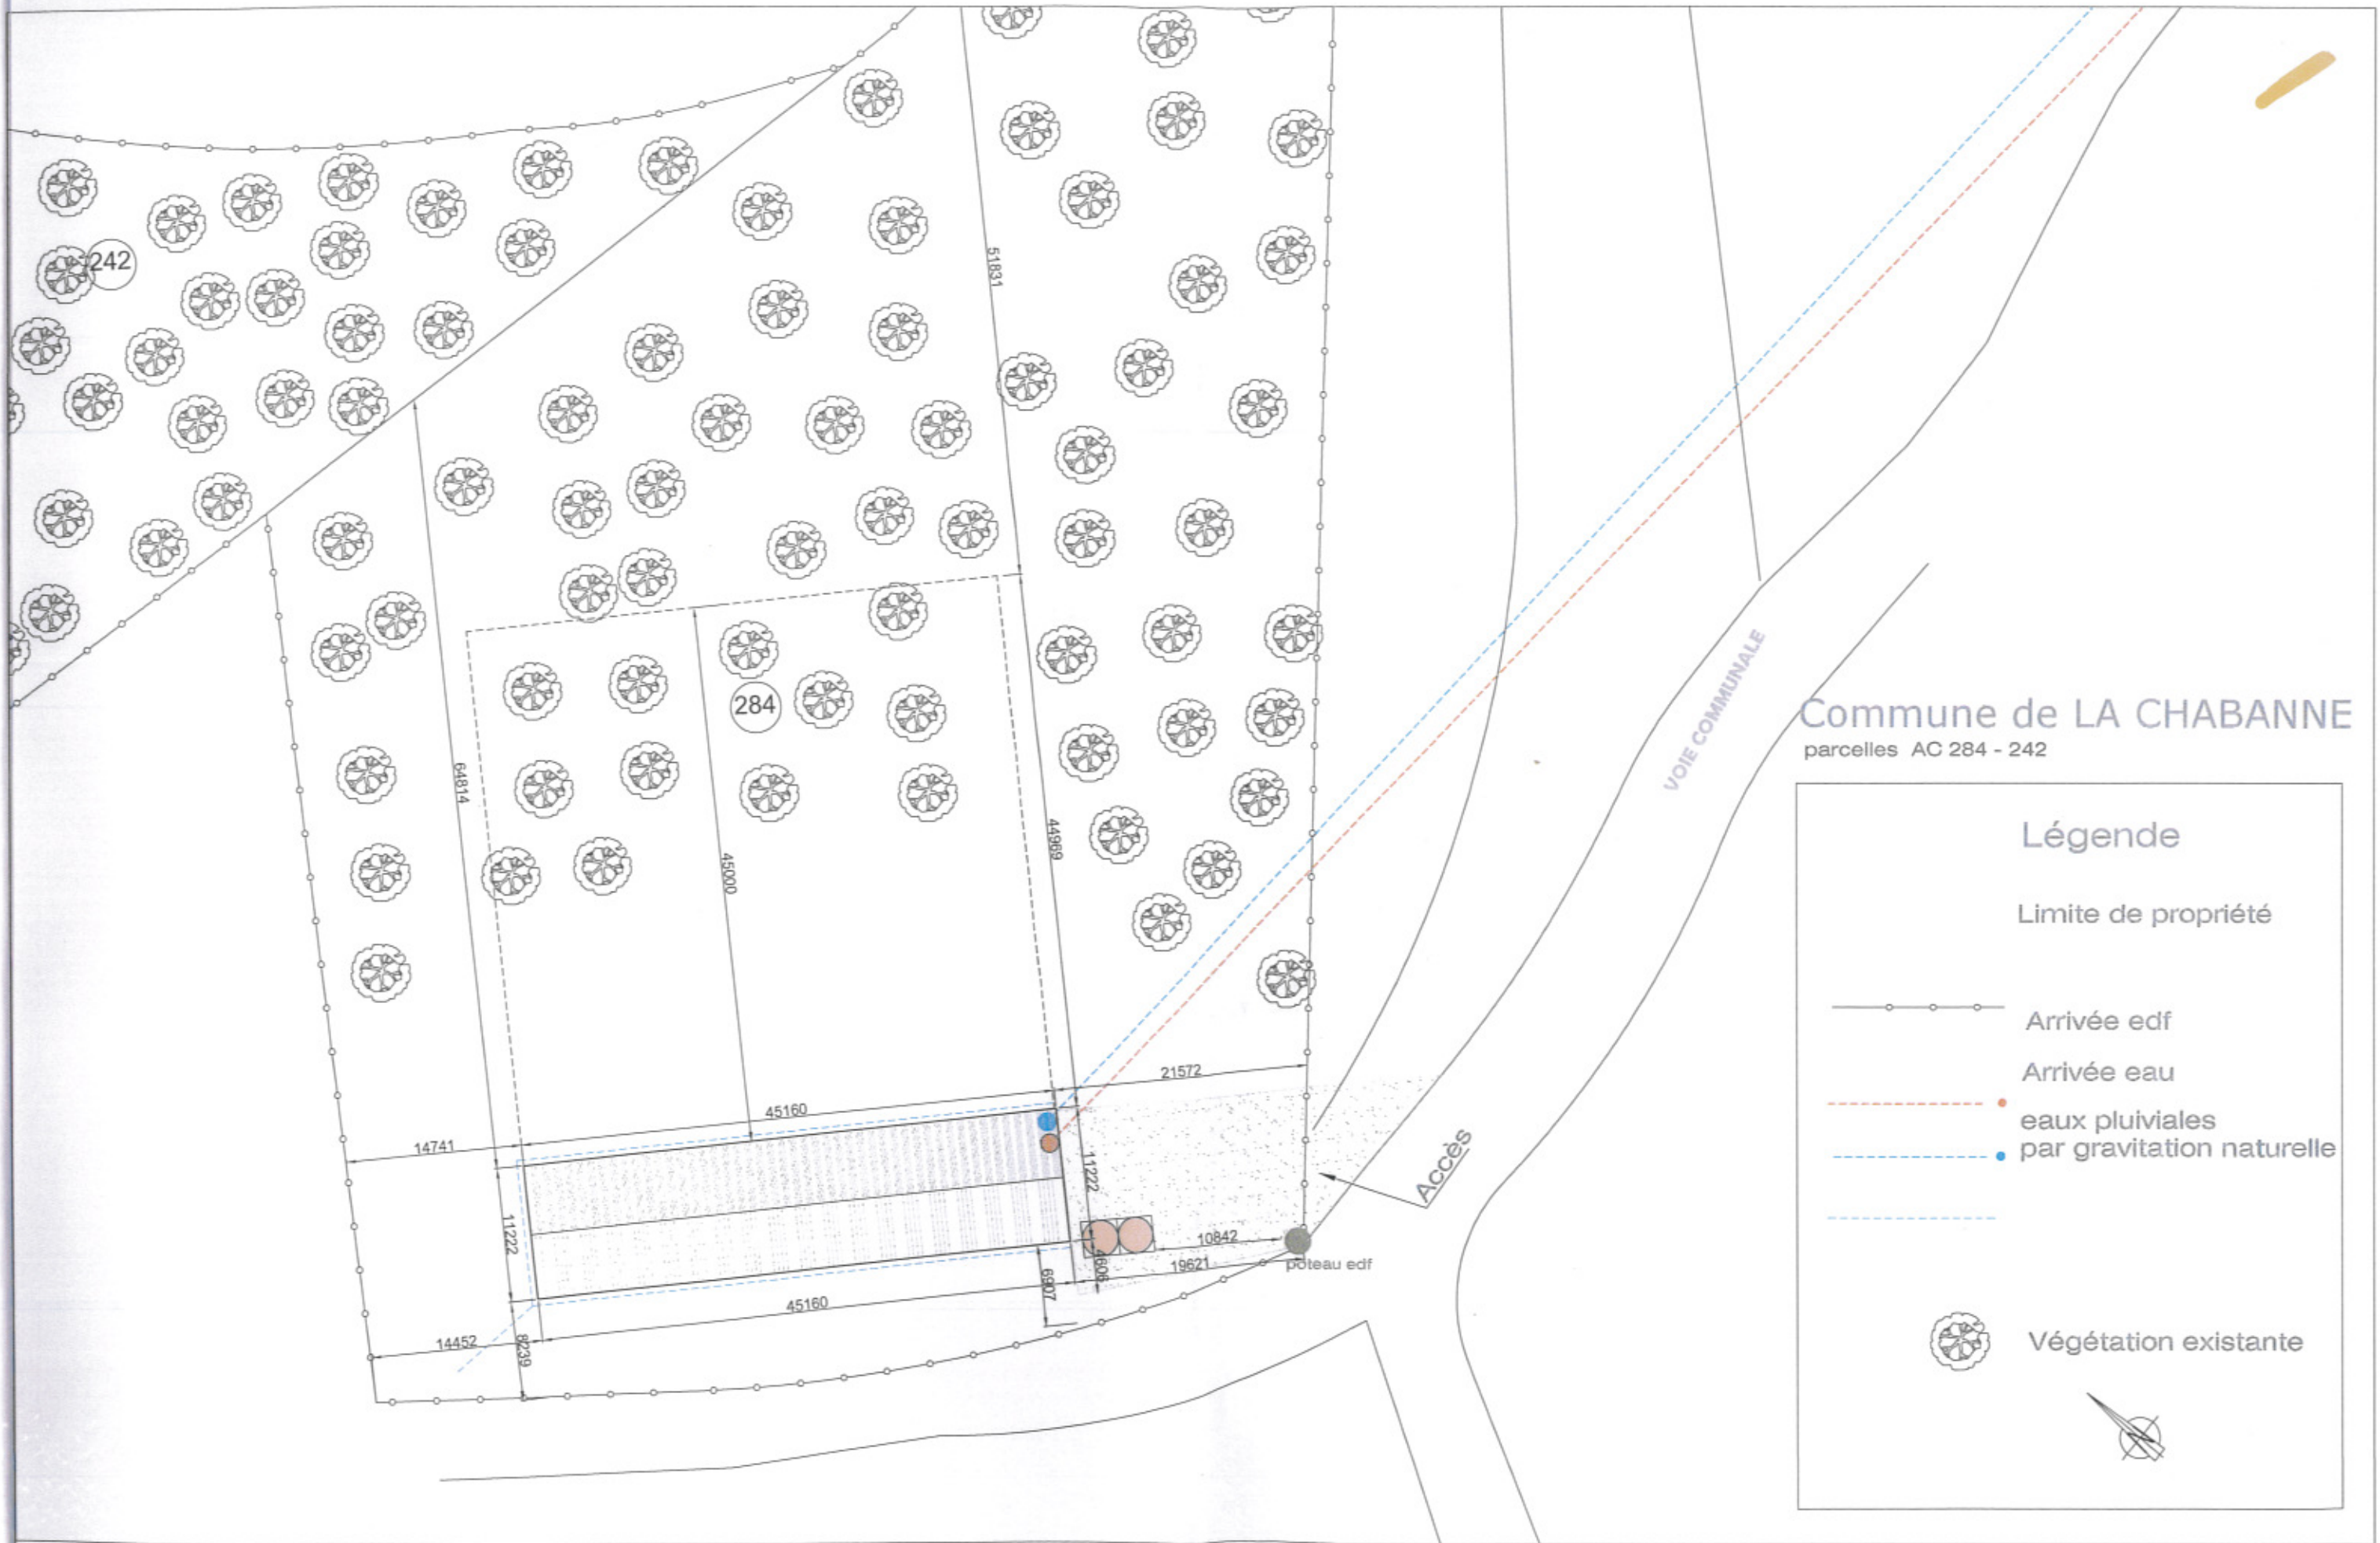 242
51831
284
64814
45000
44969
VOIE COMMUNALE
Commune de LA CHABANNE
parcelles AC 284 - 242
Légende
Limite de propriété
Arrivée edf
Arrivée eau
eaux pluiviales
par gravitation naturelle
Végétation existante
21572
45160
14741
11222
11222
Accès
10842
19621
poteau edf
6907
45160
14452
8239